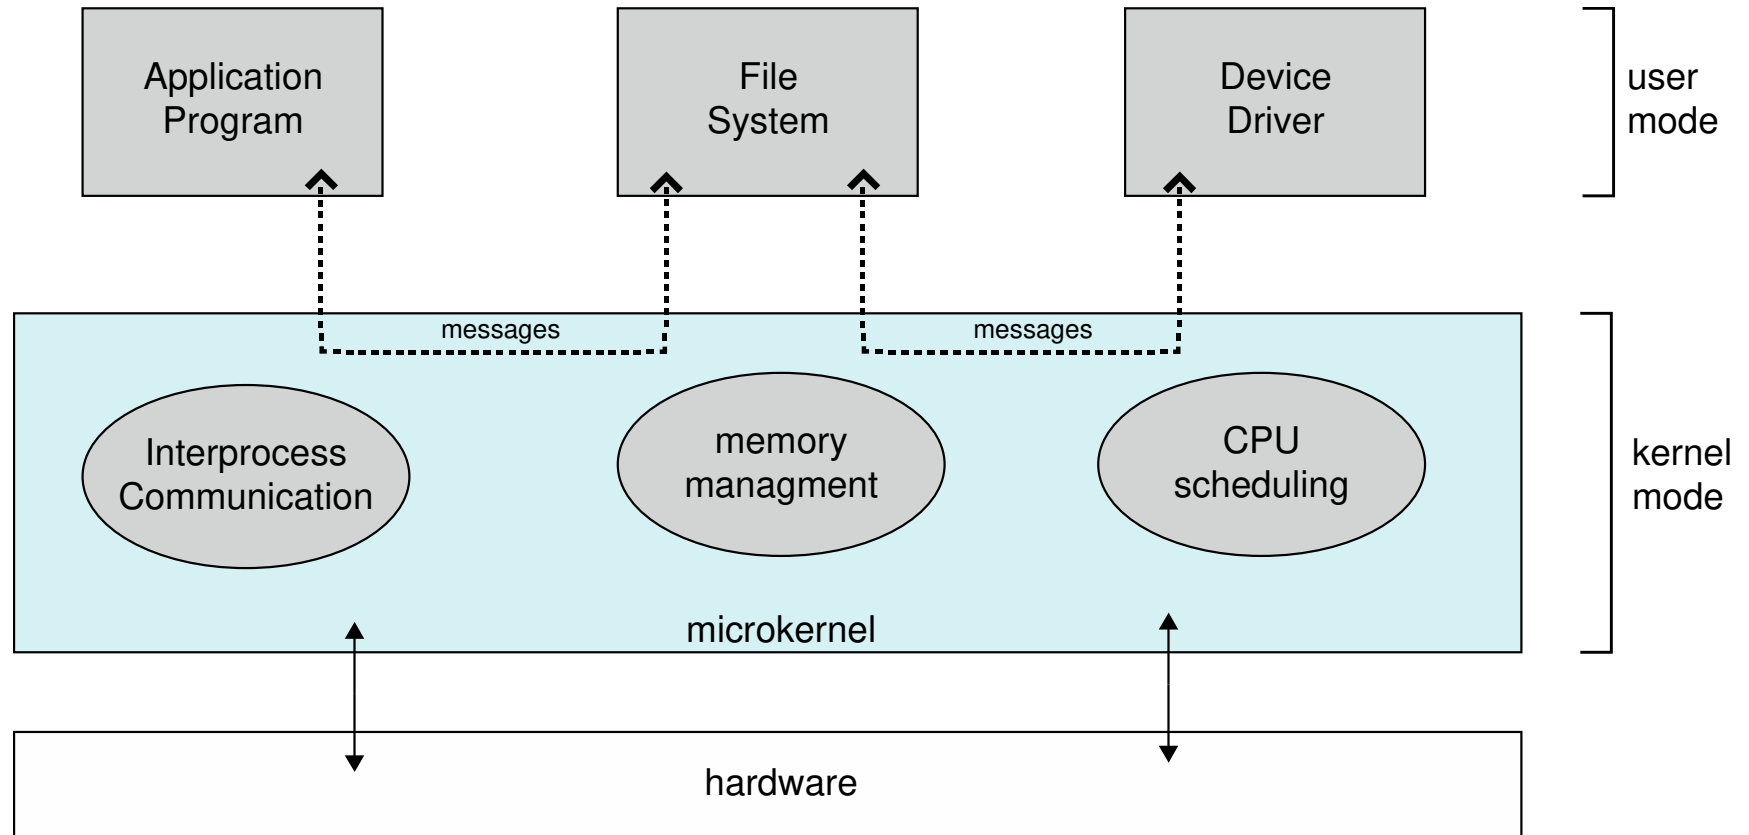 Application
Program
File
System
Device
Driver
user
mode
messages
messages
Interprocess
Communication
memory
managment
CPU
scheduling
kernel
mode
microkernel
hardware